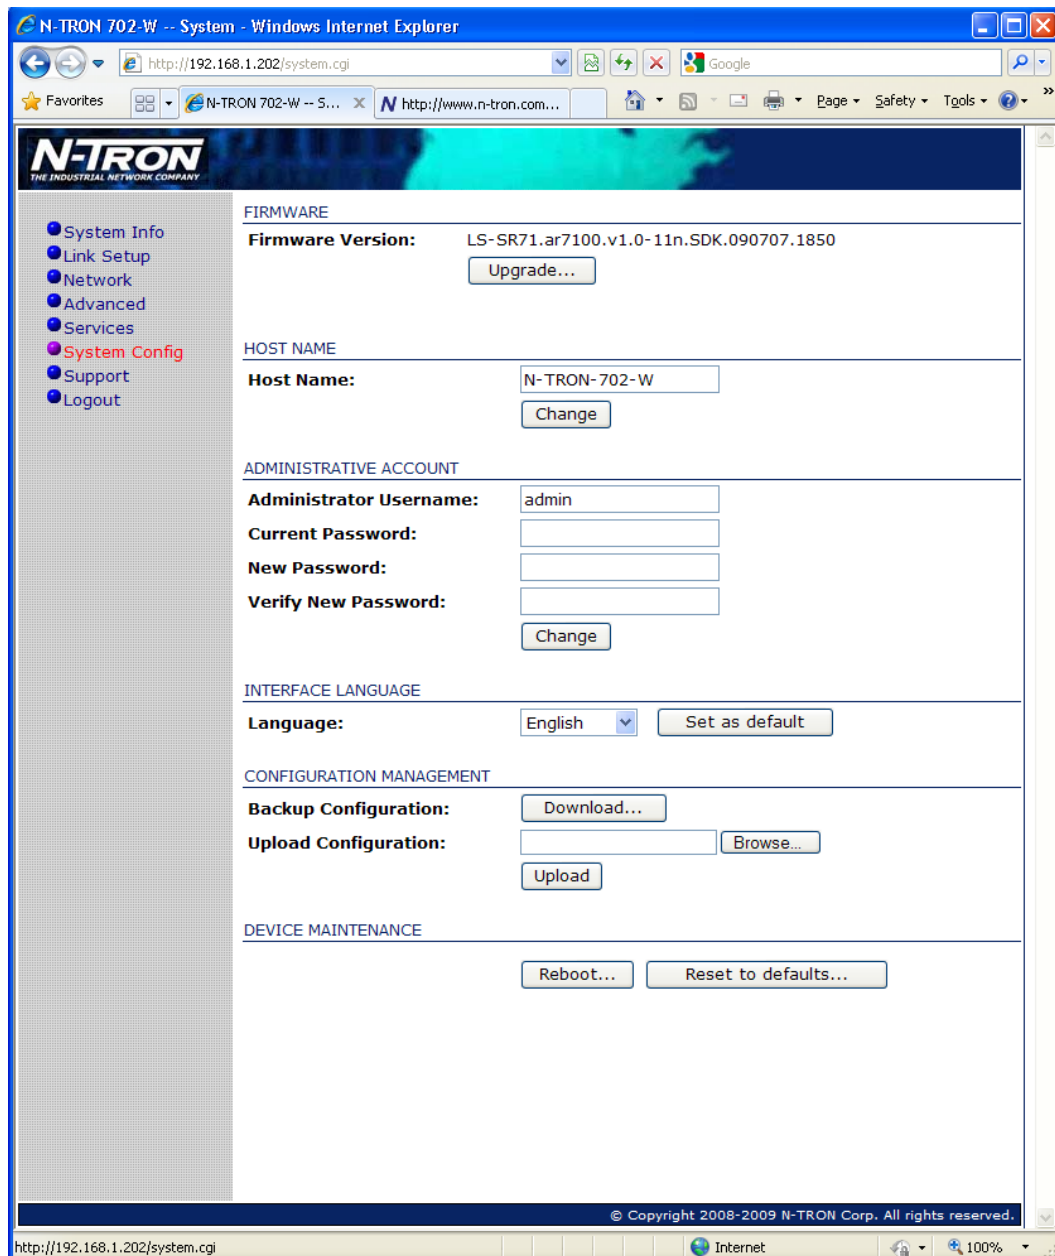 N-TRON 702-W -- System - Windows Internet Explorer
http://192.168.1.202/system.cgi
Google
Favorites
N-TRON 702-W -- S...
X
N http://www.n-tron.com...
Page
Safety
Tools
»
N-TRON
THE INDUSTRIAL NETWORK COMPANY
System Info
Link Setup
Network
Advanced
Services
System Config
Support
Logout
FIRMWARE
Firmware Version: LS-SR71.ar7100.v1.0-11n.SDK.090707.1850
Upgrade...
HOST NAME
Host Name: N-TRON-702-W
Change
ADMINISTRATIVE ACCOUNT
Administrator Username: admin
Current Password:
New Password:
Verify New Password:
Change
INTERFACE LANGUAGE
Language: English Set as default
CONFIGURATION MANAGEMENT
Backup Configuration: Download...
Upload Configuration: Browse...
Upload
DEVICE MAINTENANCE
Reboot... Reset to defaults...
© Copyright 2008-2009 N-TRON Corp. All rights reserved.
http://192.168.1.202/system.cgi Internet 100%